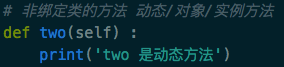 # 非绑定类的方法 动态/对象/实例方法
def two(self) :
    print('two 是动态方法')